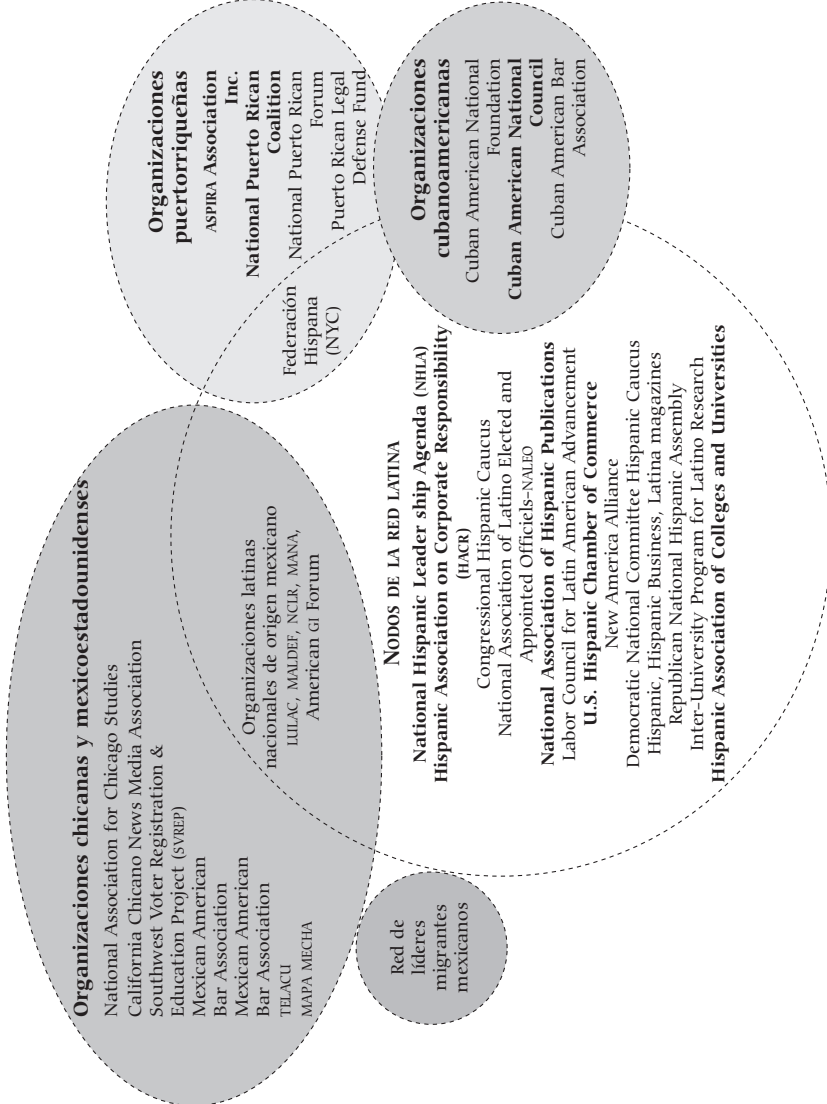 Organizaciones chicanas y mexicoestadounidenses
National Association for Chicago Studies
California Chicano News Media Association
Southwest Voter Registration &
Education Project (SVREP)
Mexican American
Bar Association
Mexican American
Bar Association
TELACU
MAPA MECHA
Organizaciones latinas
nacionales de origen mexicano
LULAC, MALDEF, NCLR, MANA,
American GI Forum
Organizaciones
puertorriqueñas
ASPIRA Association
Inc.
National Puerto Rican
Coalition
National Puerto Rican
Forum
Puerto Rican Legal
Defense Fund
Federación
Hispana
(NYC)
Organizaciones
cubanoamericanas
Cuban American National
Foundation
Cuban American National
Council
Cuban American Bar
Association
NODOS DE LA RED LATINA
National Hispanic Leader ship Agenda (NHLA)
Hispanic Association on Corporate Responsibility
(HACR)
Congressional Hispanic Caucus
National Association of Latino Elected and
Appointed Officiels–NALEO
National Association of Hispanic Publications
Labor Council for Latin American Advancement
U.S. Hispanic Chamber of Commerce
New America Alliance
Democratic National Committee Hispanic Caucus
Hispanic, Hispanic Business, Latina magazines
Republican National Hispanic Assembly
Inter-University Program for Latino Research
Hispanic Association of Colleges and Universities
Red de
líderes
migrantes
mexicanos